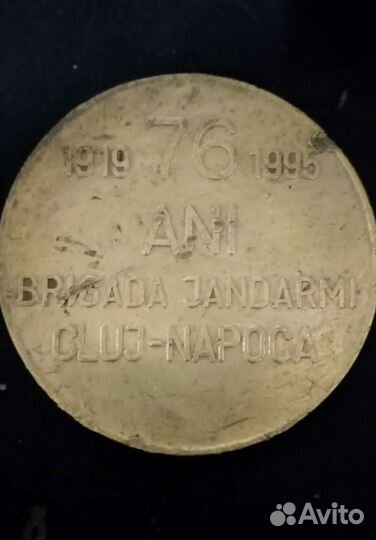 1919 76 1995
ANI
BRIGADA JANDARMI
CLUJ-NAPOCA
Avito